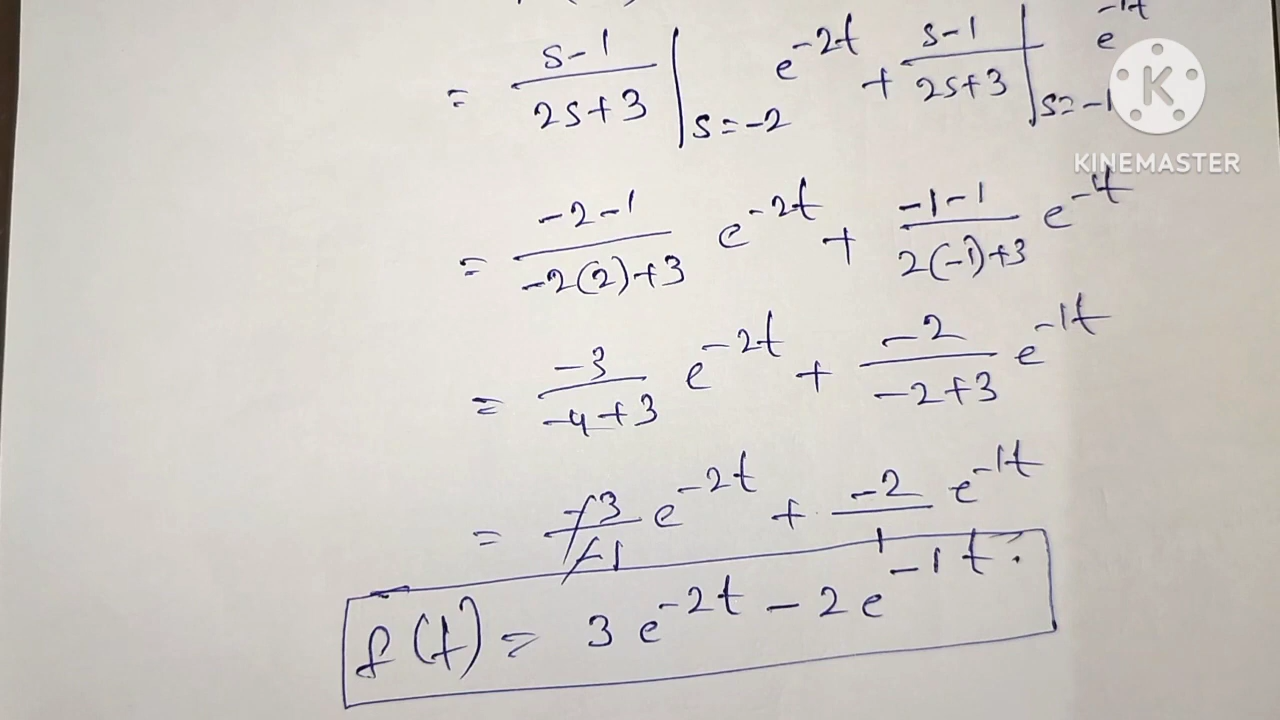 = s-1/2s+3 |s=-2 e^-2t + s-1/2s+3 |s=-1 e^-1t
K
KINEMASTER
= -2-1/-2(2)+3 e^-2t + -1-1/2(-1)+3 e^-t
= -3/-4+3 e^-2t + -2/-2+3 e^-1t
= -3/-1 e^-2t + -2/1 e^-1t
f(t) = 3e^-2t - 2e^-1t.